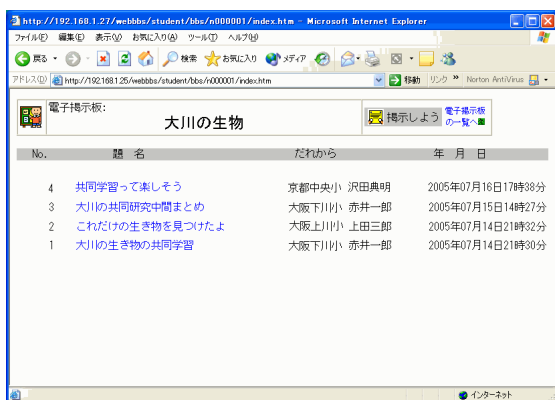 http://192.168.1.27/webbbs/student/bbs/n000001/index.htm - Microsoft Internet Explorer
ファイル(F) 編集(E) 表示(V) お気に入り(A) ツール(T) ヘルプ(H)
戻る 検索 お気に入り メディア
アドレス(D) http://192.168.1.25/webbbs/student/bbs/n000001/index.htm 移動 リンク » Norton AntiVirus
電子掲示板:
大川の生物
掲示しよう
電子掲示板
の一覧へ
No. 題 名 だれから 年 月 日
4 共同学習って楽しそう 京都中央小 沢田典明 2005年07月16日17時38分
3 大川の共同研究中間まとめ 大阪下川小 赤井一郎 2005年07月15日14時27分
2 これだけの生き物を見つけたよ 大阪上川小 上田三郎 2005年07月14日21時32分
1 大川の生き物の共同学習 大阪下川小 赤井一郎 2005年07月14日21時30分
インターネット